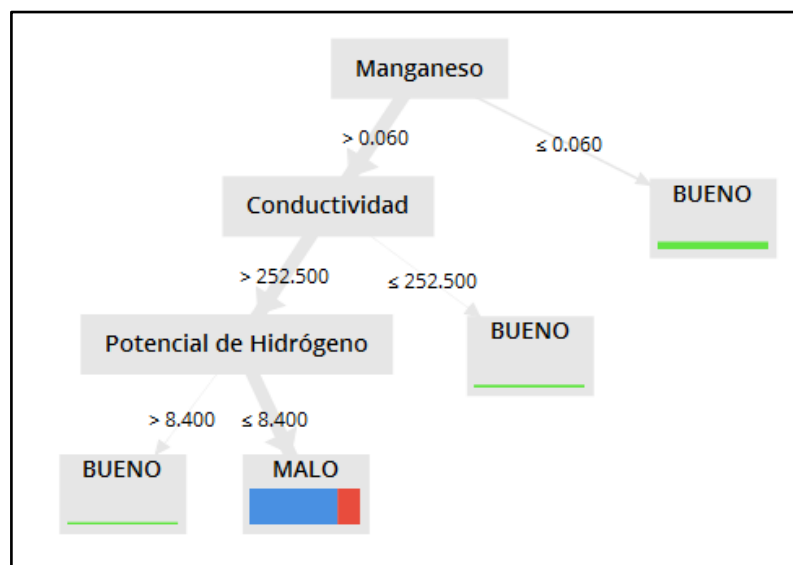 Manganeso
> 0.060
≤ 0.060
BUENO
Conductividad
> 252.500
≤ 252.500
BUENO
Potencial de Hidrógeno
> 8.400
≤ 8.400
BUENO
MALO